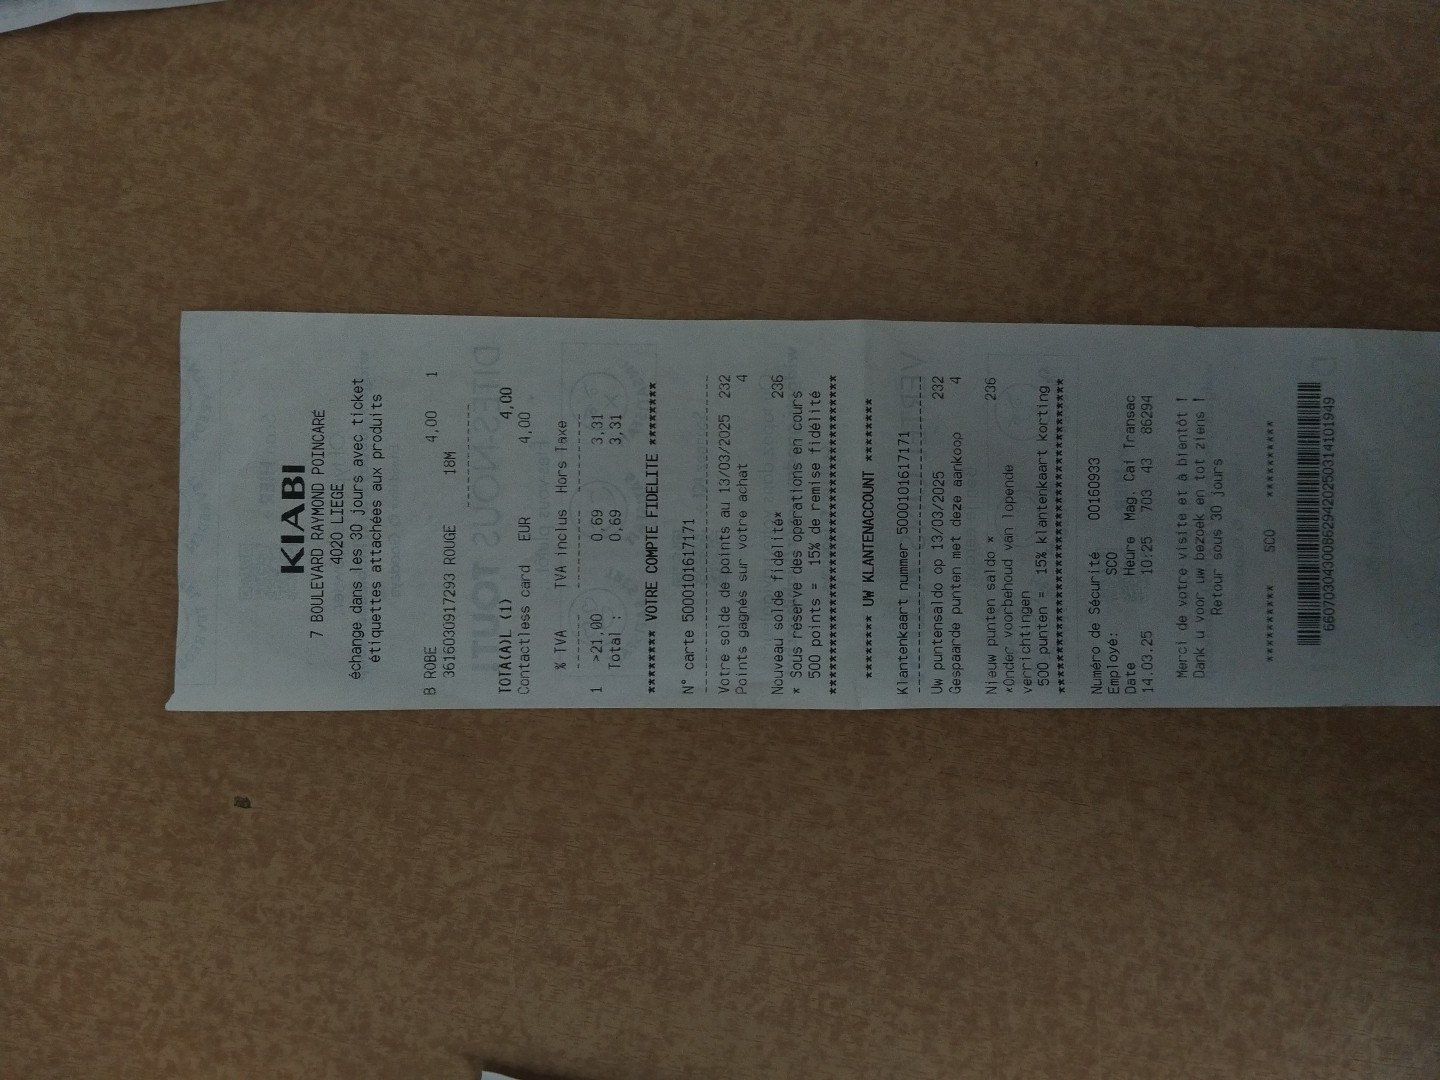 KIABI
7 BOULEVARD RAYMOND POINCARÉ
4020 LIEGE
échange dans les 30 jours avec ticket
étiquettes attachées aux produits
B ROBE 4,00 1
3616030917293 ROUGE 18M
TOTA(A)L (1) 4,00
Contactless card EUR 4,00
% TVA TVA inclus Hors Taxe
1 >21,00 0,69 3,31
Total : 0,69 3,31
******** VOTRE COMPTE FIDELITE ********
N° carte 5000101617171
Votre solde de points au 13/03/2025 232
Points gagnés sur votre achat 4
Nouveau solde fidélité* 236
* Sous réserve des opérations en cours
500 points = 15% de remise fidélité
***************************************
******** UW KLANTENACCOUNT ********
Klantenkaart nummer 5000101617171
Uw puntensaldo op 13/03/2025 232
Gespaarde punten met deze aankoop 4
Nieuw punten saldo * 236
*Onder voorbehoud van lopende
verrichtingen
500 punten = 15% klantenkaart korting
***************************************
Numéro de Sécurité 00160933
Employé: SCO
Date Heure Mag. Cai Transac
14.03.25 10:25 703 43 86294
Merci de votre visite et à bientôt !
Dank u voor uw bezoek en tot ziens !
Retour sous 30 jours
********** SCO **********
660703043008629420250314101949